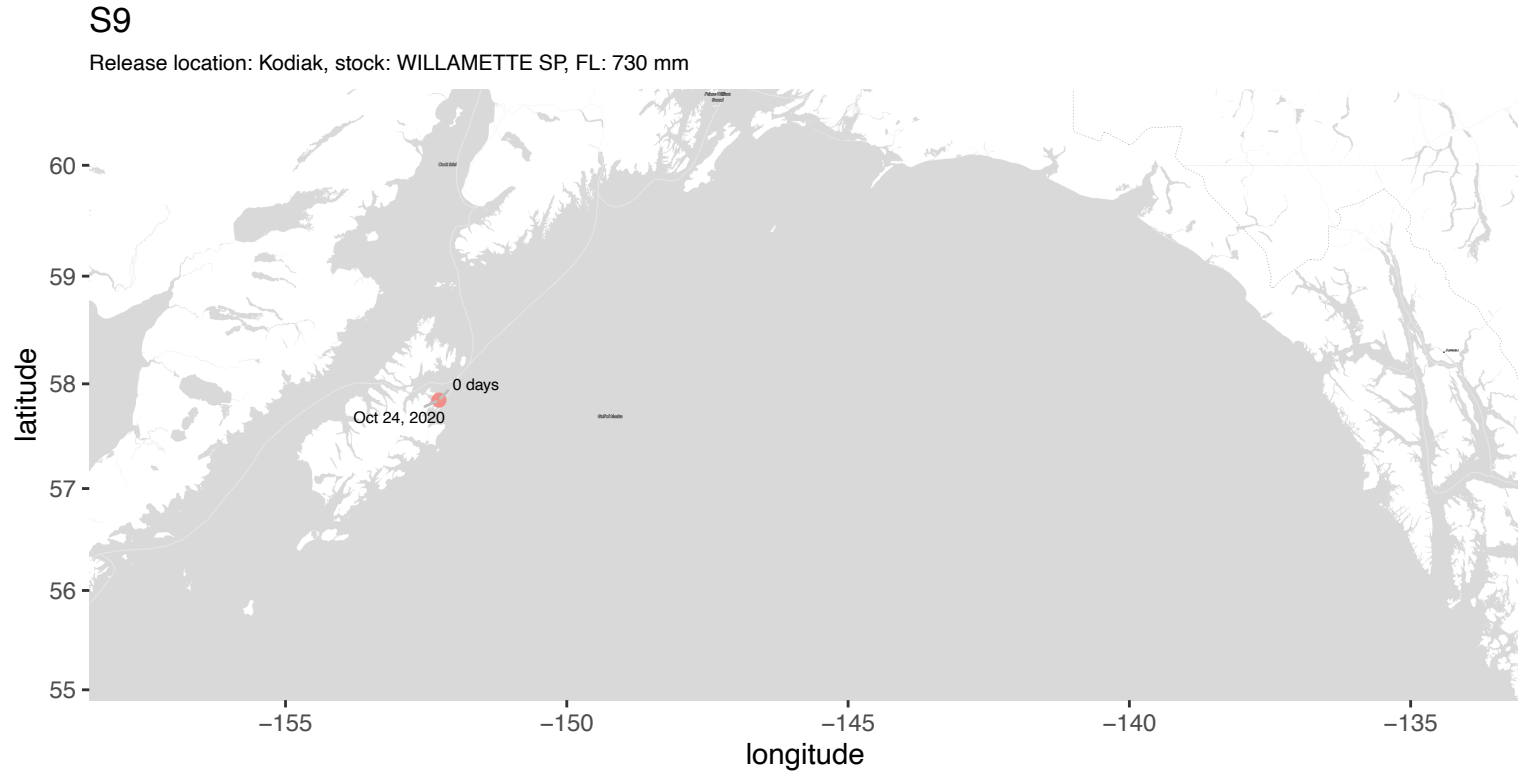 S9
Release location: Kodiak, stock: WILLAMETTE SP, FL: 730 mm
60
59
58
57
56
55
latitude
0 days
Oct 24, 2020
−155
−150
−145
−140
−135
longitude